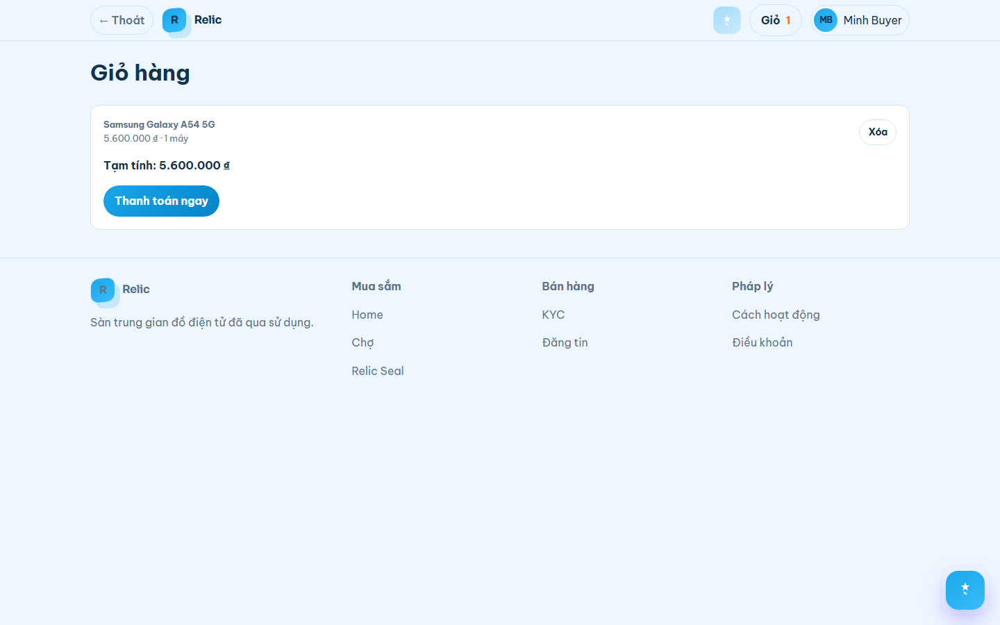 ← Thoát
R Relic
Giỏ 1
MB Minh Buyer
Giỏ hàng
Samsung Galaxy A54 5G
5.600.000 ₫ · 1 máy
Xóa
Tạm tính: 5.600.000 ₫
Thanh toán ngay
R Relic
Sàn trung gian đồ điện tử đã qua sử dụng.
Mua sắm
Home
Chợ
Relic Seal
Bán hàng
KYC
Đăng tin
Pháp lý
Cách hoạt động
Điều khoản